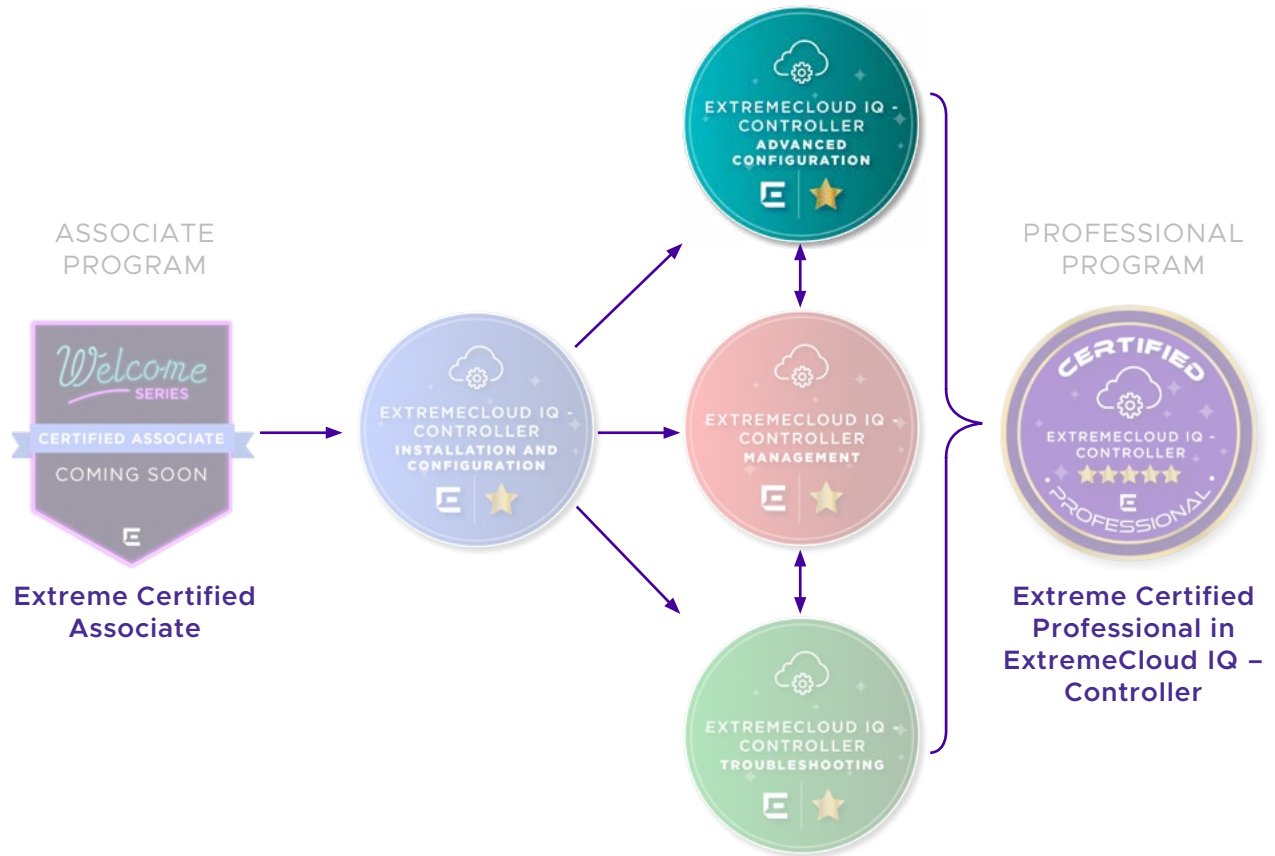 ASSOCIATE
PROGRAM
Welcome
SERIES
CERTIFIED ASSOCIATE
COMING SOON
Extreme Certified
Associate
EXTREMECLOUD IQ -
CONTROLLER
INSTALLATION AND
CONFIGURATION
EXTREMECLOUD IQ -
CONTROLLER
ADVANCED
CONFIGURATION
EXTREMECLOUD IQ -
CONTROLLER
MANAGEMENT
EXTREMECLOUD IQ -
CONTROLLER
TROUBLESHOOTING
PROFESSIONAL
PROGRAM
CERTIFIED
EXTREMECLOUD IQ -
CONTROLLER
PROFESSIONAL
Extreme Certified
Professional in
ExtremeCloud IQ –
Controller